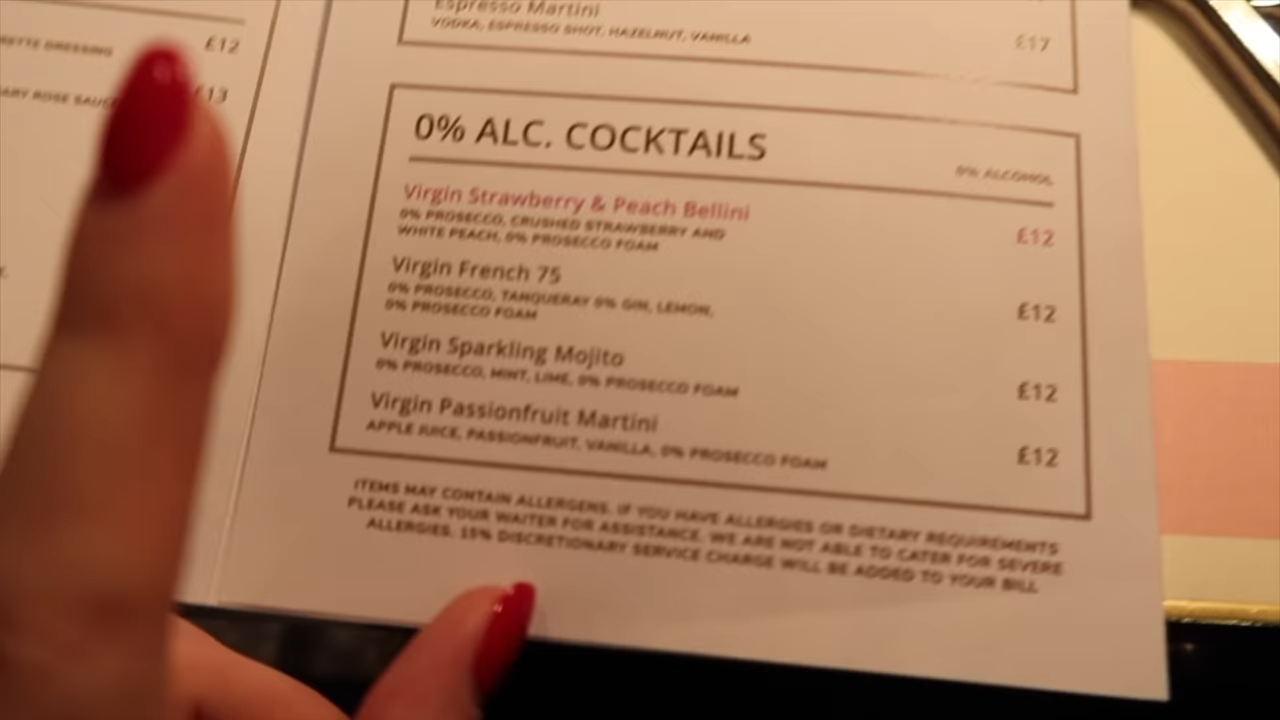 RETTE DRESSING
£12
ARY ROSE SAUC
£13
Espresso Martini
VODKA, ESPRESSO SHOT, HAZELNUT, VANILLA
£17
0% ALC. COCKTAILS
0% ALCOHOL
Virgin Strawberry & Peach Bellini
0% PROSECCO, CRUSHED STRAWBERRY AND
WHITE PEACH, 0% PROSECCO FOAM
£12
Virgin French 75
0% PROSECCO, TANQUERAY 0% GIN, LEMON,
0% PROSECCO FOAM
£12
Virgin Sparkling Mojito
0% PROSECCO, MINT, LIME, 0% PROSECCO FOAM
£12
Virgin Passionfruit Martini
APPLE JUICE, PASSIONFRUIT, VANILLA, 0% PROSECCO FOAM
£12
ITEMS MAY CONTAIN ALLERGENS. IF YOU HAVE ALLERGIES OR DIETARY REQUIREMENTS
PLEASE ASK YOUR WAITER FOR ASSISTANCE. WE ARE NOT ABLE TO CATER FOR SEVERE
ALLERGIES. 15% DISCRETIONARY SERVICE CHARGE WILL BE ADDED TO YOUR BILL